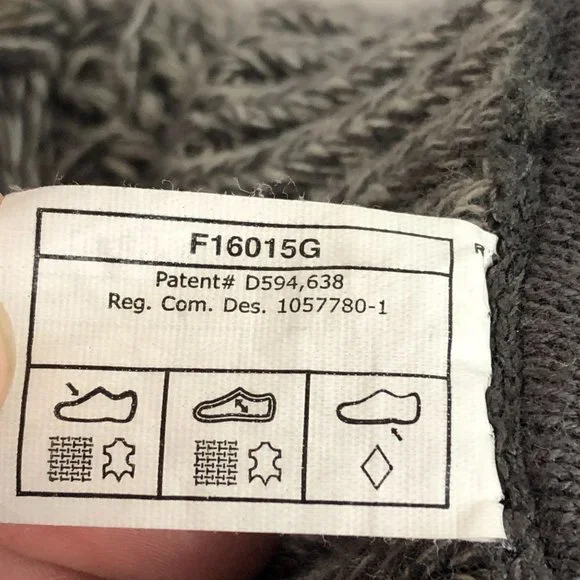 F16015G
R
Patent# D594,638
Reg. Com. Des. 1057780-1